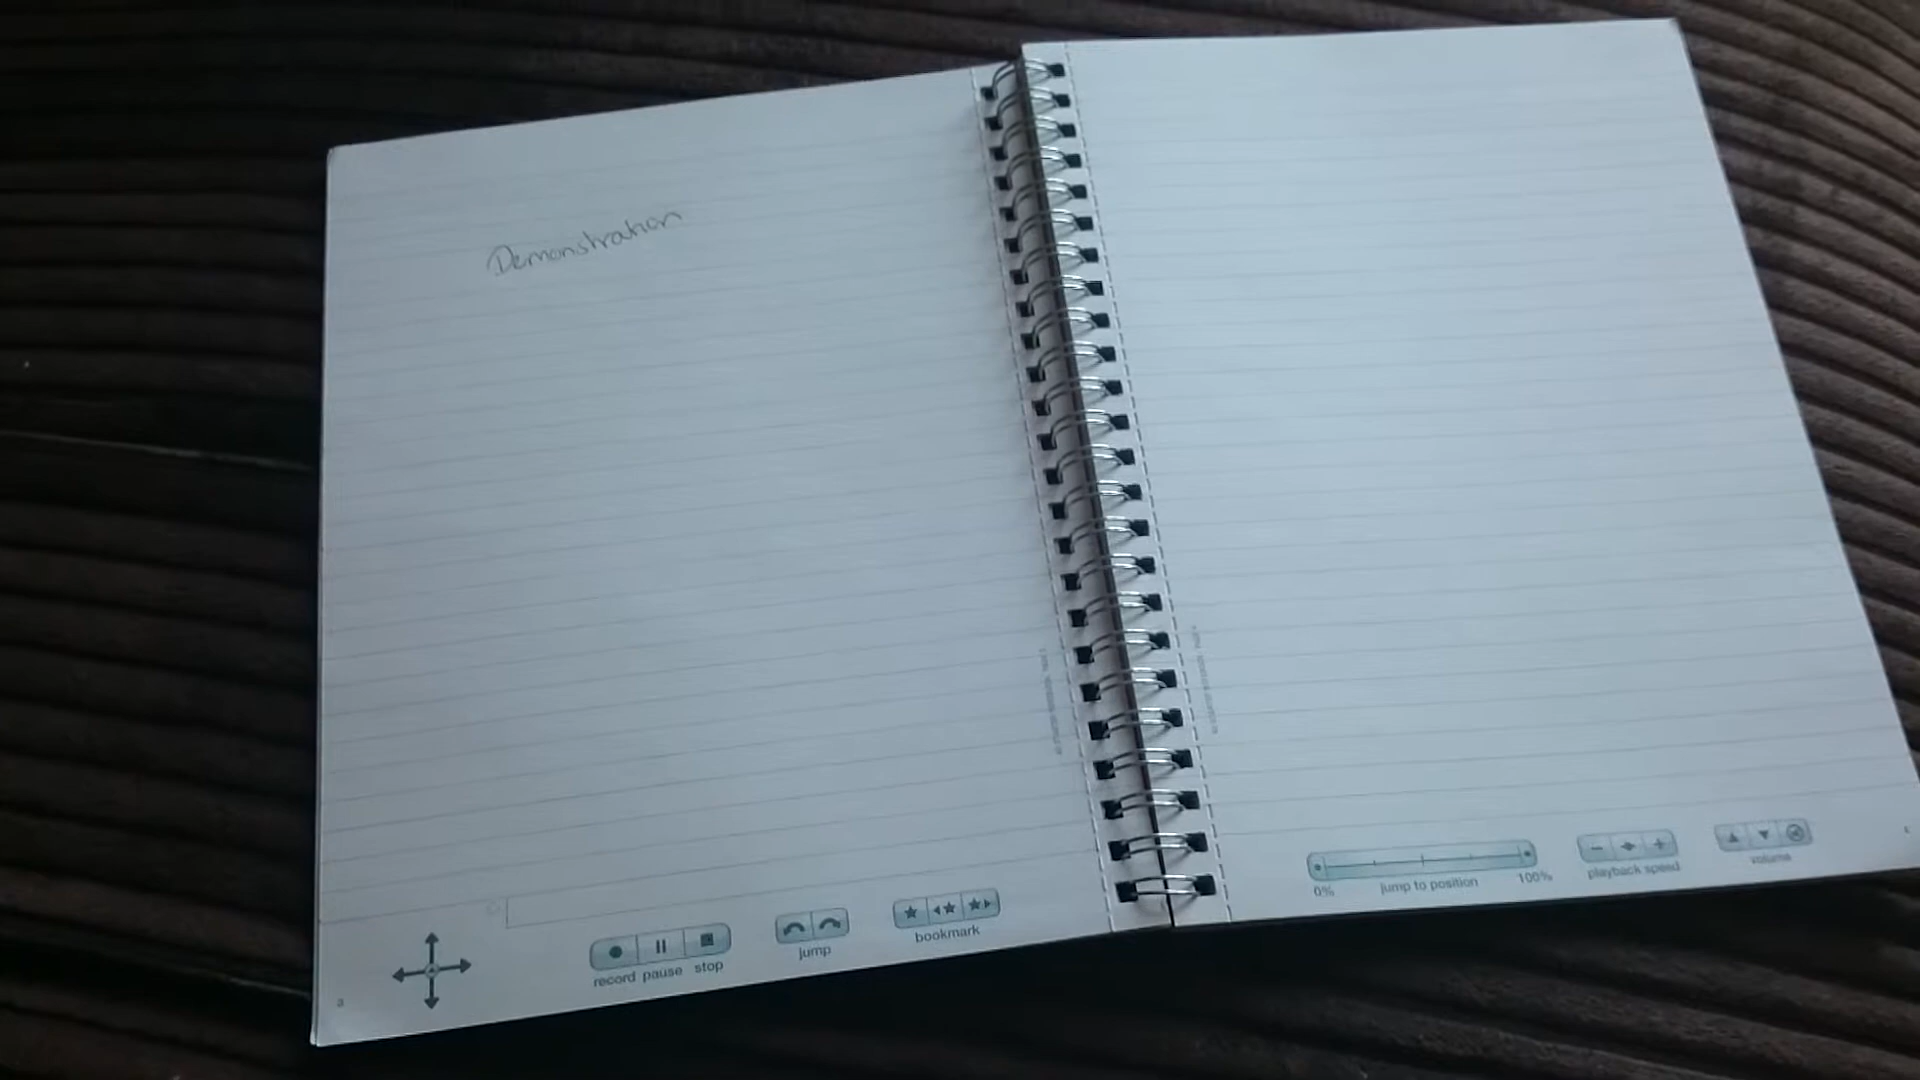 Demonstration
record pause stop
jump
bookmark
0% jump to position 100%
playback speed
volume